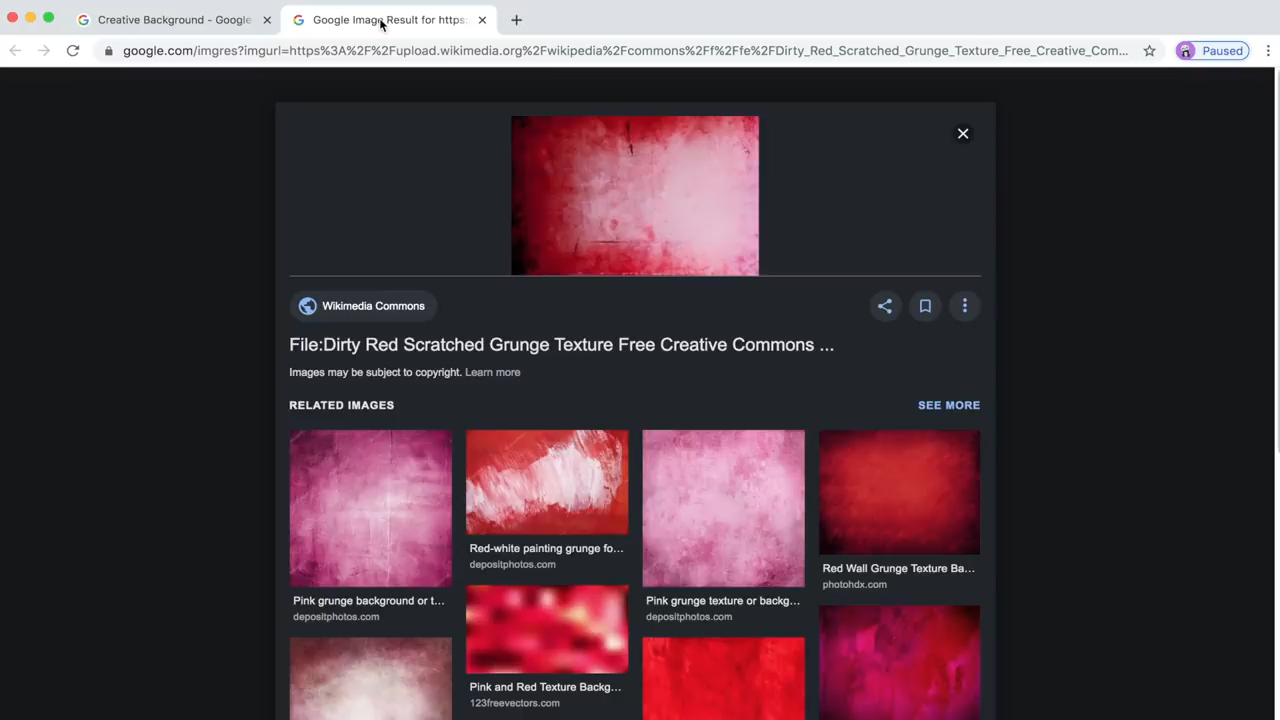 Creative Background - Google
Google Image Result for https:
google.com/imgres?imgurl=https%3A%2F%2Fupload.wikimedia.org%2Fwikipedia%2Fcommons%2Ff%2Ffe%2FDirty_Red_Scratched_Grunge_Texture_Free_Creative_Com...
Paused
Wikimedia Commons
File:Dirty Red Scratched Grunge Texture Free Creative Commons ...
Images may be subject to copyright. Learn more
RELATED IMAGES
SEE MORE
Red-white painting grunge fo...
depositphotos.com
Red Wall Grunge Texture Ba...
photohdx.com
Pink grunge background or t...
depositphotos.com
Pink grunge texture or backg...
depositphotos.com
Pink and Red Texture Backg...
123freevectors.com